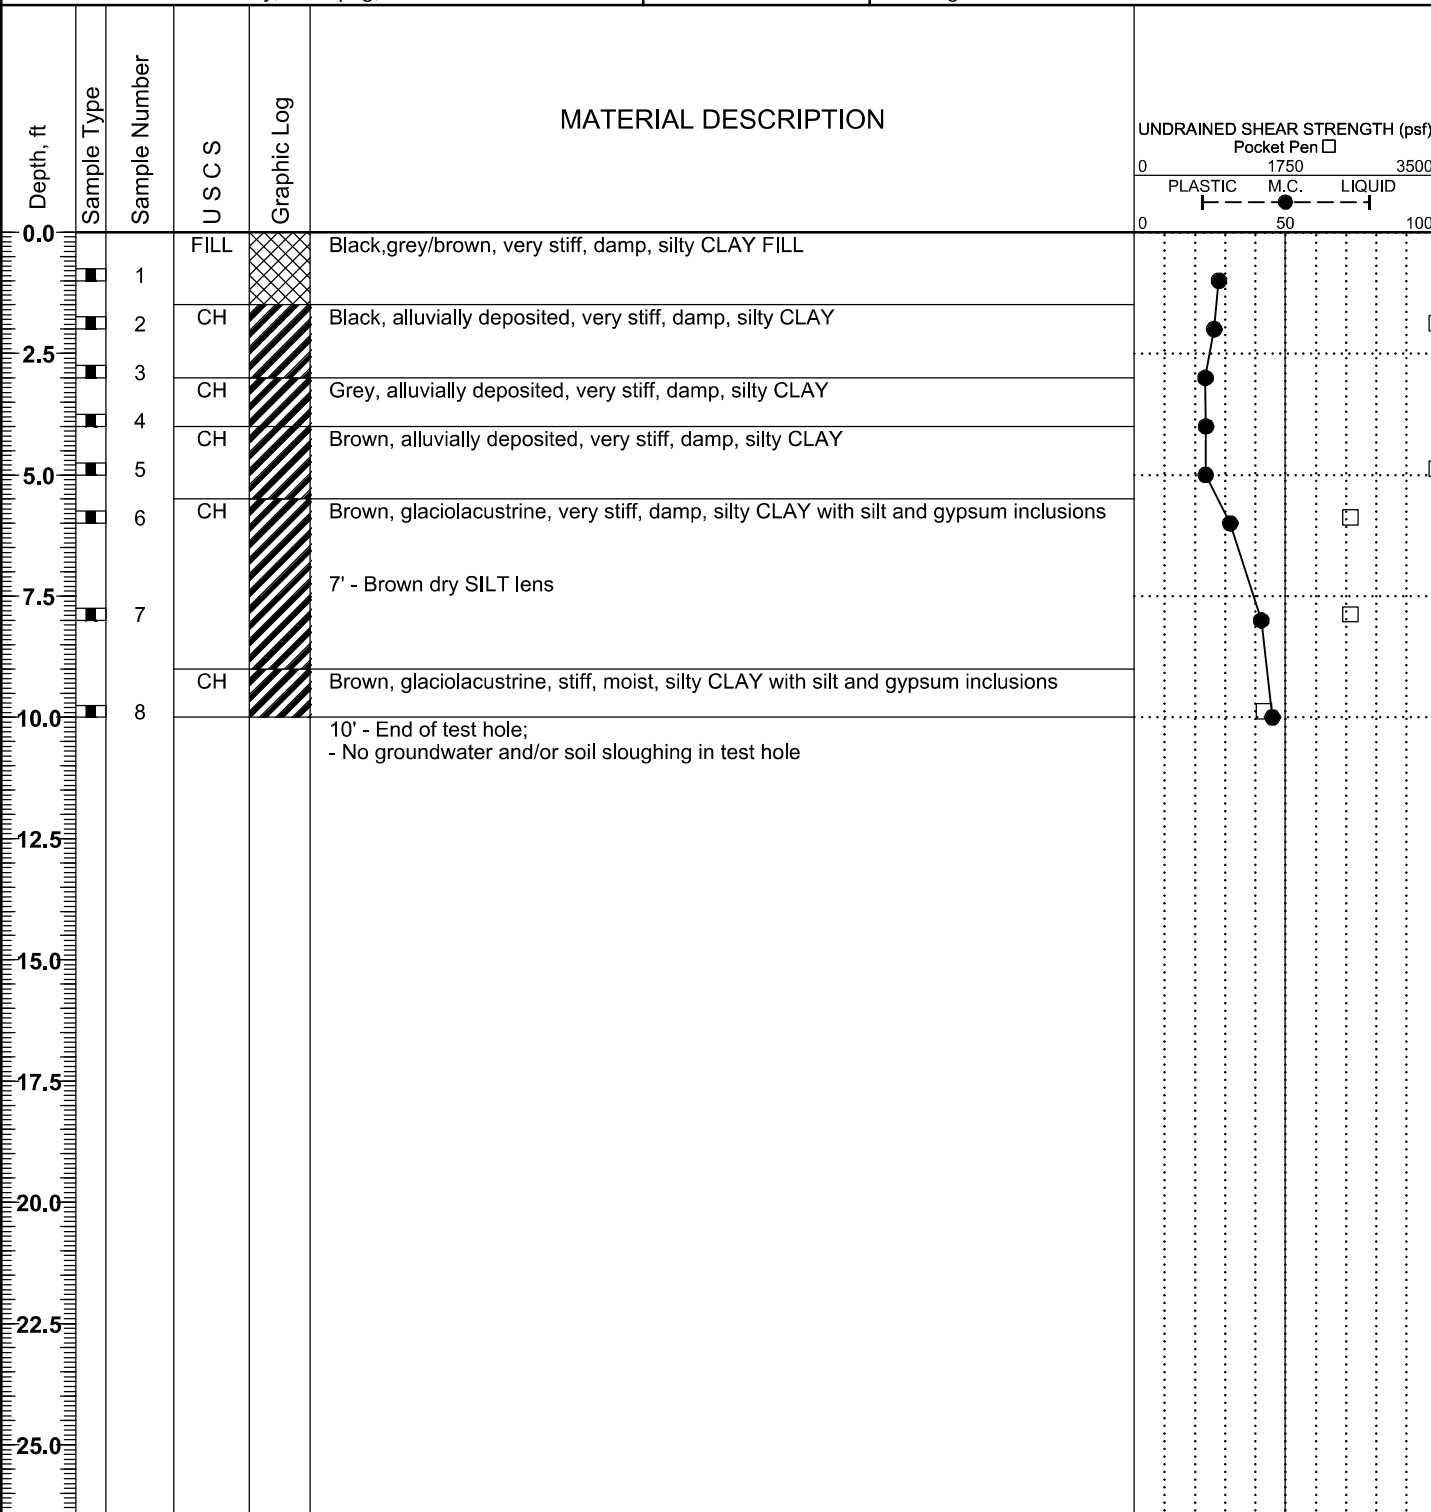 Depth, ft
Sample Type
Sample Number
U S C S
Graphic Log
MATERIAL DESCRIPTION
UNDRAINED SHEAR STRENGTH (psf)
Pocket Pen
0 1750 3500
PLASTIC M.C. LIQUID
0 50 100
0.0
FILL Black,grey/brown, very stiff, damp, silty CLAY FILL
1
CH Black, alluvially deposited, very stiff, damp, silty CLAY
2
2.5
3
CH Grey, alluvially deposited, very stiff, damp, silty CLAY
4
CH Brown, alluvially deposited, very stiff, damp, silty CLAY
5
5.0
CH Brown, glaciolacustrine, very stiff, damp, silty CLAY with silt and gypsum inclusions
6
7' - Brown dry SILT lens
7.5
7
CH Brown, glaciolacustrine, stiff, moist, silty CLAY with silt and gypsum inclusions
8
10.0
10' - End of test hole;
- No groundwater and/or soil sloughing in test hole
12.5
15.0
17.5
20.0
22.5
25.0